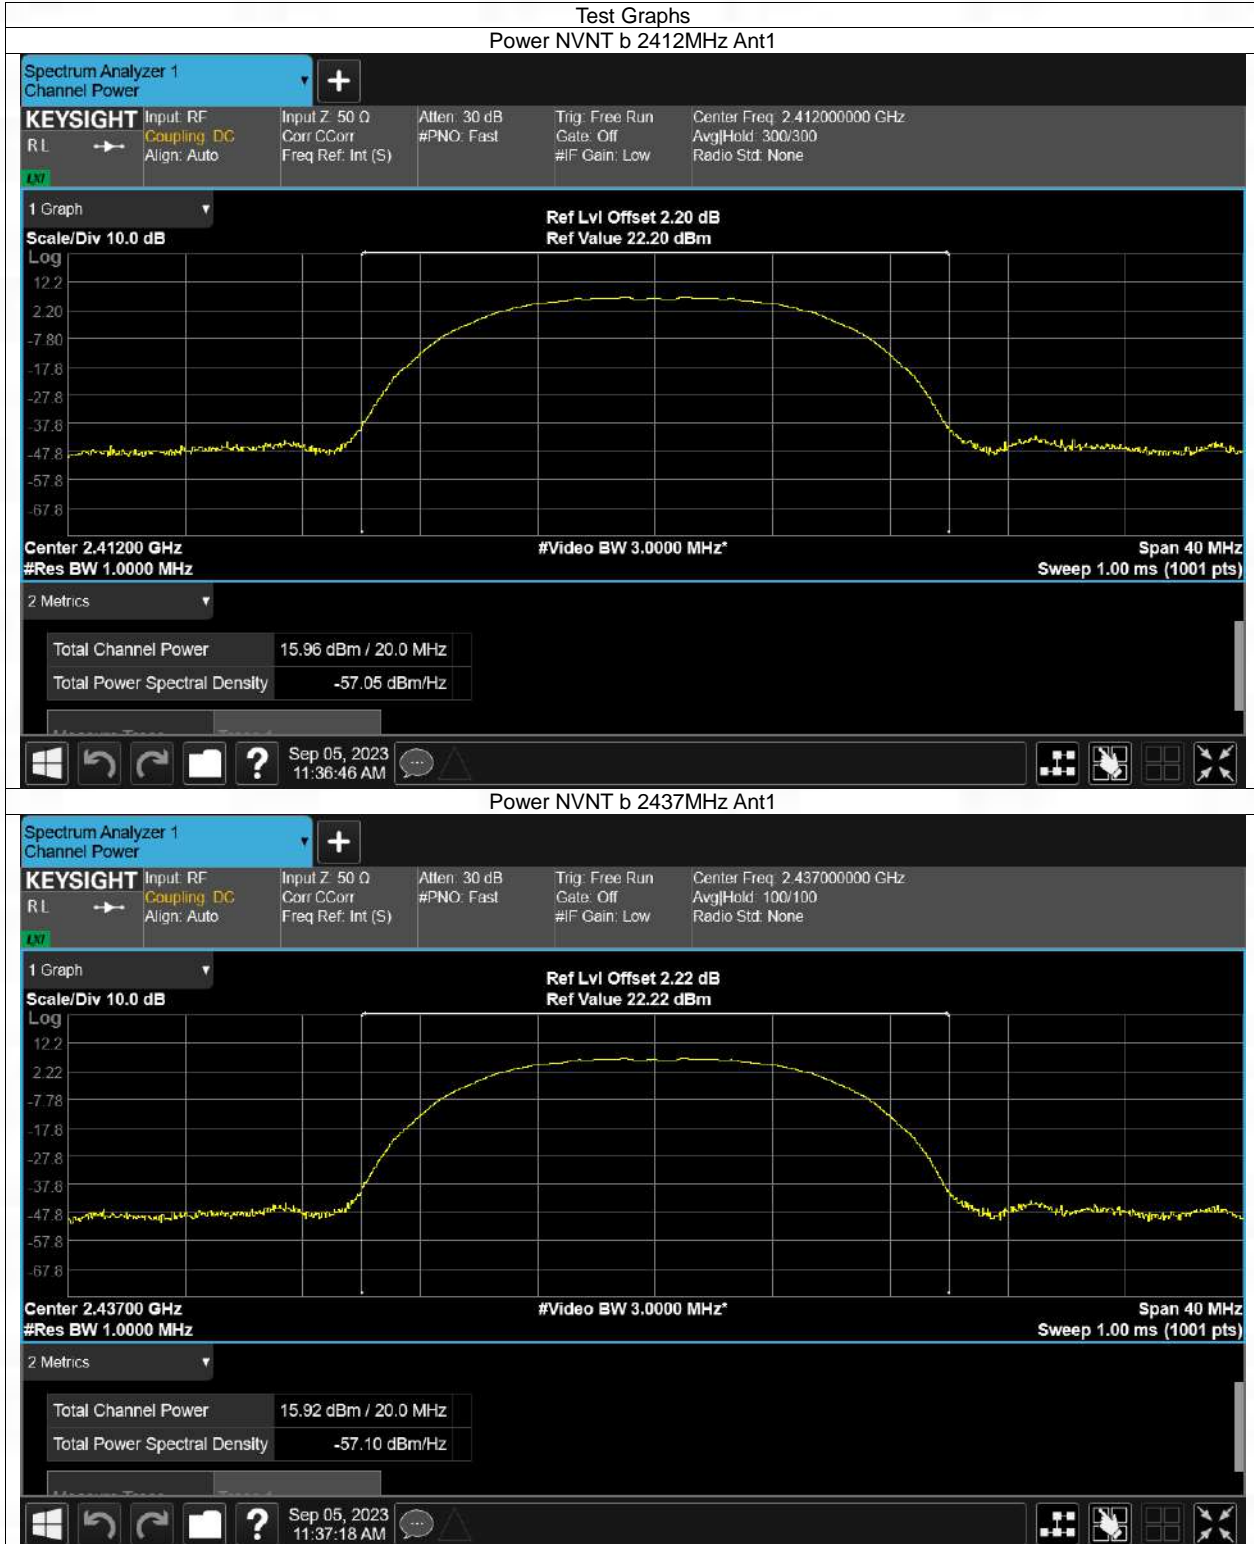 Test Graphs
Power NVNT b 2412MHz Ant1
Spectrum Analyzer 1
Channel Power
KEYSIGHT
RL
LXI
Input: RF
Coupling: DC
Align: Auto
Input Z: 50 Ω
Corr CCorr
Freq Ref: Int (S)
Atten: 30 dB
#PNO: Fast
Trig: Free Run
Gate: Off
#IF Gain: Low
Center Freq: 2.412000000 GHz
Avg|Hold: 300/300
Radio Std: None
1 Graph
Scale/Div 10.0 dB
Ref Lvl Offset 2.20 dB
Ref Value 22.20 dBm
Log
12.2
2.20
-7.80
-17.8
-27.8
-37.8
-47.8
-57.8
-67.8
Center 2.41200 GHz #Video BW 3.0000 MHz* Span 40 MHz
#Res BW 1.0000 MHz Sweep 1.00 ms (1001 pts)
2 Metrics
Total Channel Power 15.96 dBm / 20.0 MHz
Total Power Spectral Density -57.05 dBm/Hz
Sep 05, 2023
11:36:46 AM
Power NVNT b 2437MHz Ant1
Spectrum Analyzer 1
Channel Power
KEYSIGHT
RL
LXI
Input: RF
Coupling: DC
Align: Auto
Input Z: 50 Ω
Corr CCorr
Freq Ref: Int (S)
Atten: 30 dB
#PNO: Fast
Trig: Free Run
Gate: Off
#IF Gain: Low
Center Freq: 2.437000000 GHz
Avg|Hold: 100/100
Radio Std: None
1 Graph
Scale/Div 10.0 dB
Ref Lvl Offset 2.22 dB
Ref Value 22.22 dBm
Log
12.2
2.22
-7.78
-17.8
-27.8
-37.8
-47.8
-57.8
-67.8
Center 2.43700 GHz #Video BW 3.0000 MHz* Span 40 MHz
#Res BW 1.0000 MHz Sweep 1.00 ms (1001 pts)
2 Metrics
Total Channel Power 15.92 dBm / 20.0 MHz
Total Power Spectral Density -57.10 dBm/Hz
Sep 05, 2023
11:37:18 AM